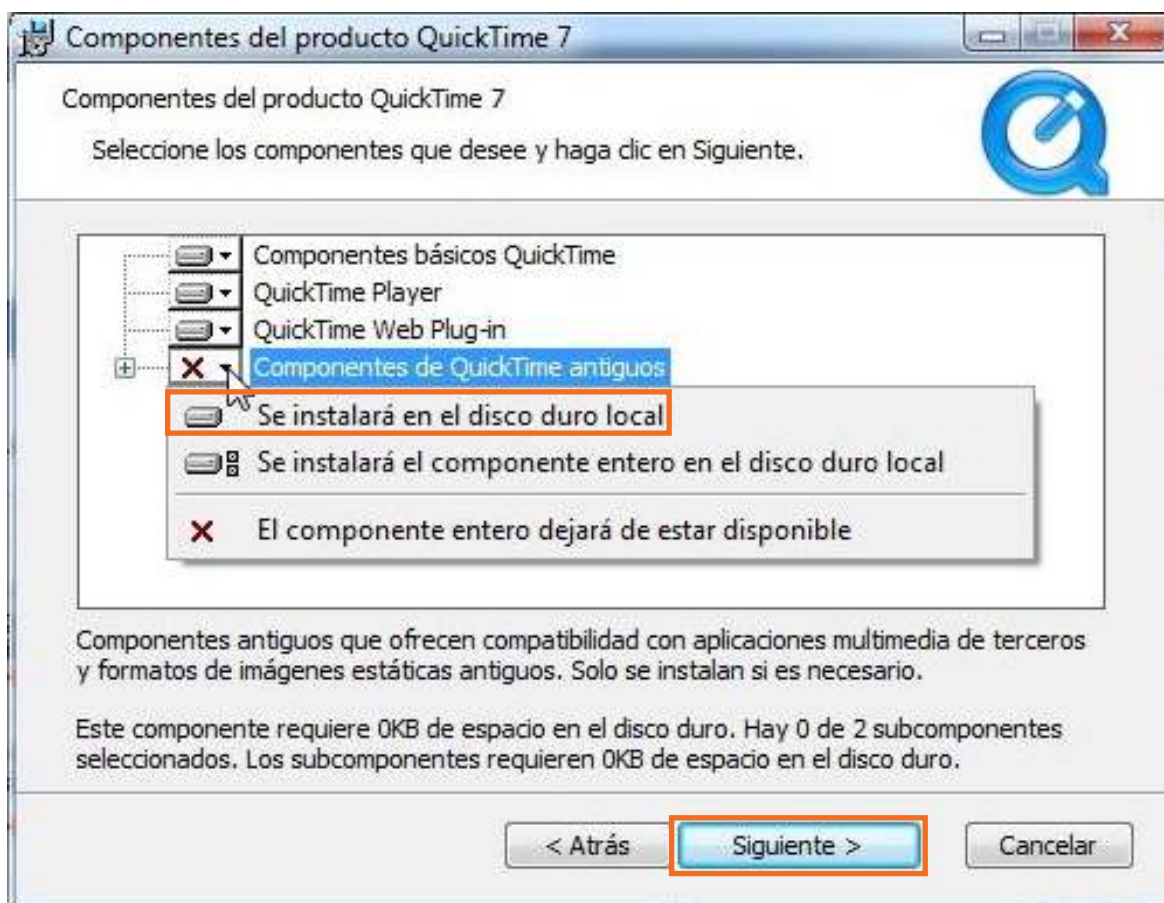 Componentes del producto QuickTime 7
Componentes del producto QuickTime 7
Seleccione los componentes que desee y haga clic en Siguiente.
Componentes básicos QuickTime
QuickTime Player
QuickTime Web Plug-in
Componentes de QuickTime antiguos
Se instalará en el disco duro local
Se instalará el componente entero en el disco duro local
El componente entero dejará de estar disponible
Componentes antiguos que ofrecen compatibilidad con aplicaciones multimedia de terceros
y formatos de imágenes estáticas antiguos. Solo se instalan si es necesario.
Este componente requiere 0KB de espacio en el disco duro. Hay 0 de 2 subcomponentes
seleccionados. Los subcomponentes requieren 0KB de espacio en el disco duro.
< Atrás
Siguiente >
Cancelar